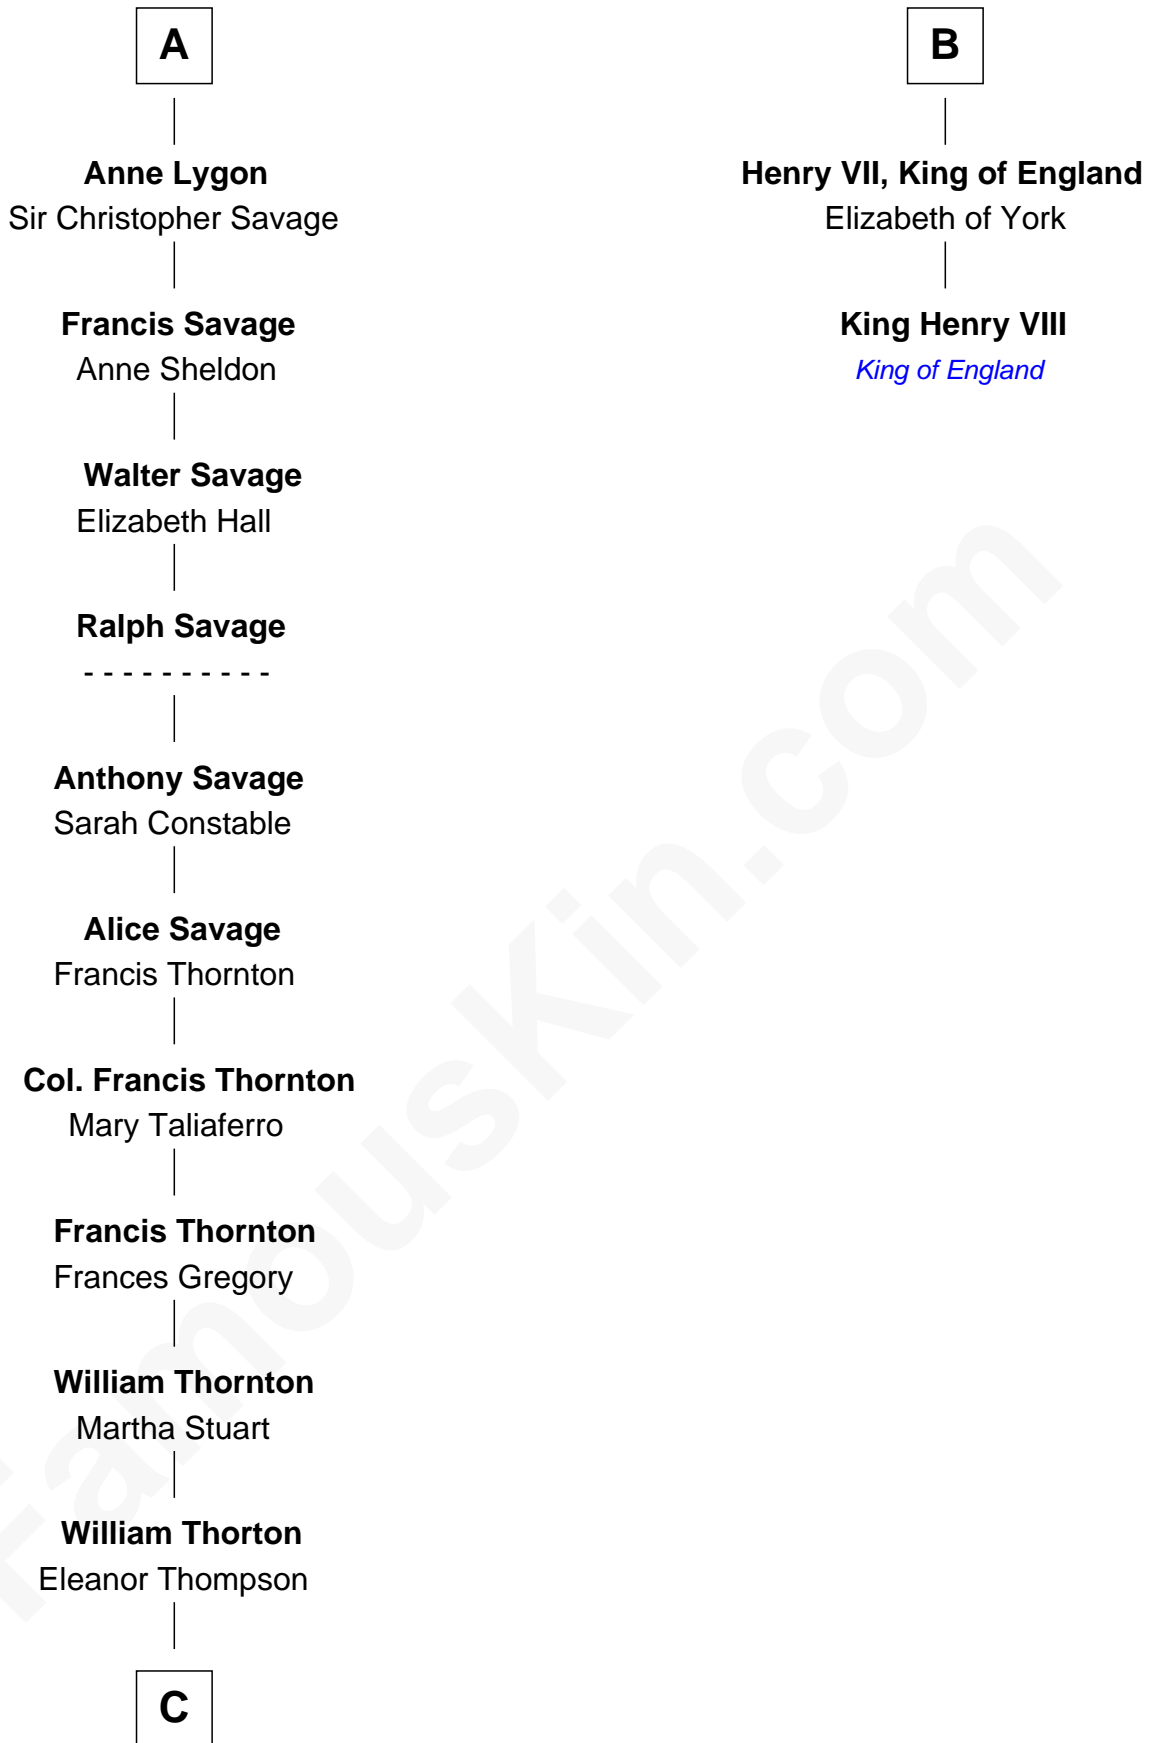 A
Anne Lygon
Sir Christopher Savage
Francis Savage
Anne Sheldon
Walter Savage
Elizabeth Hall
Ralph Savage
- - - - - - - - - -
Anthony Savage
Sarah Constable
Alice Savage
Francis Thornton
Col. Francis Thornton
Mary Taliaferro
Francis Thornton
Frances Gregory
William Thornton
Martha Stuart
William Thorton
Eleanor Thompson
C
B
Henry VII, King of England
Elizabeth of York
King Henry VIII
King of England
FamousKin.com